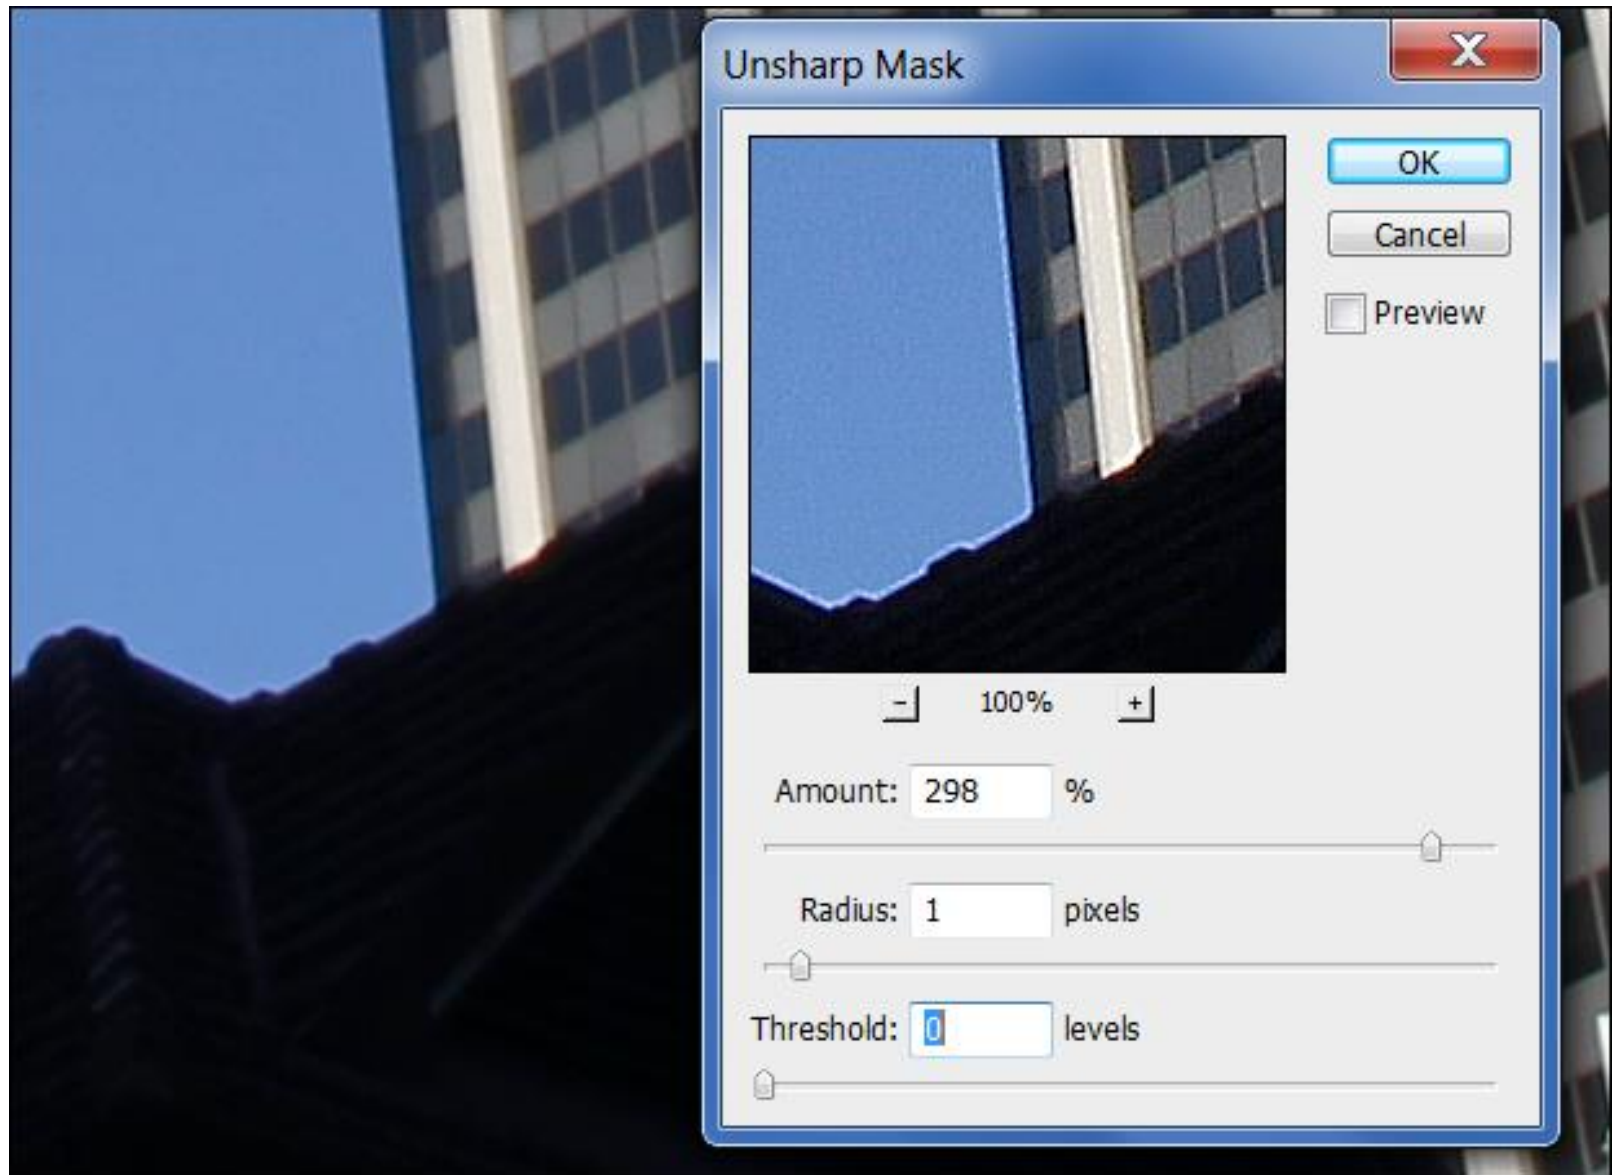 Unsharp Mask
X
OK
Cancel
Preview
- 100% +
Amount: 298 %
Radius: 1 pixels
Threshold: 0 levels